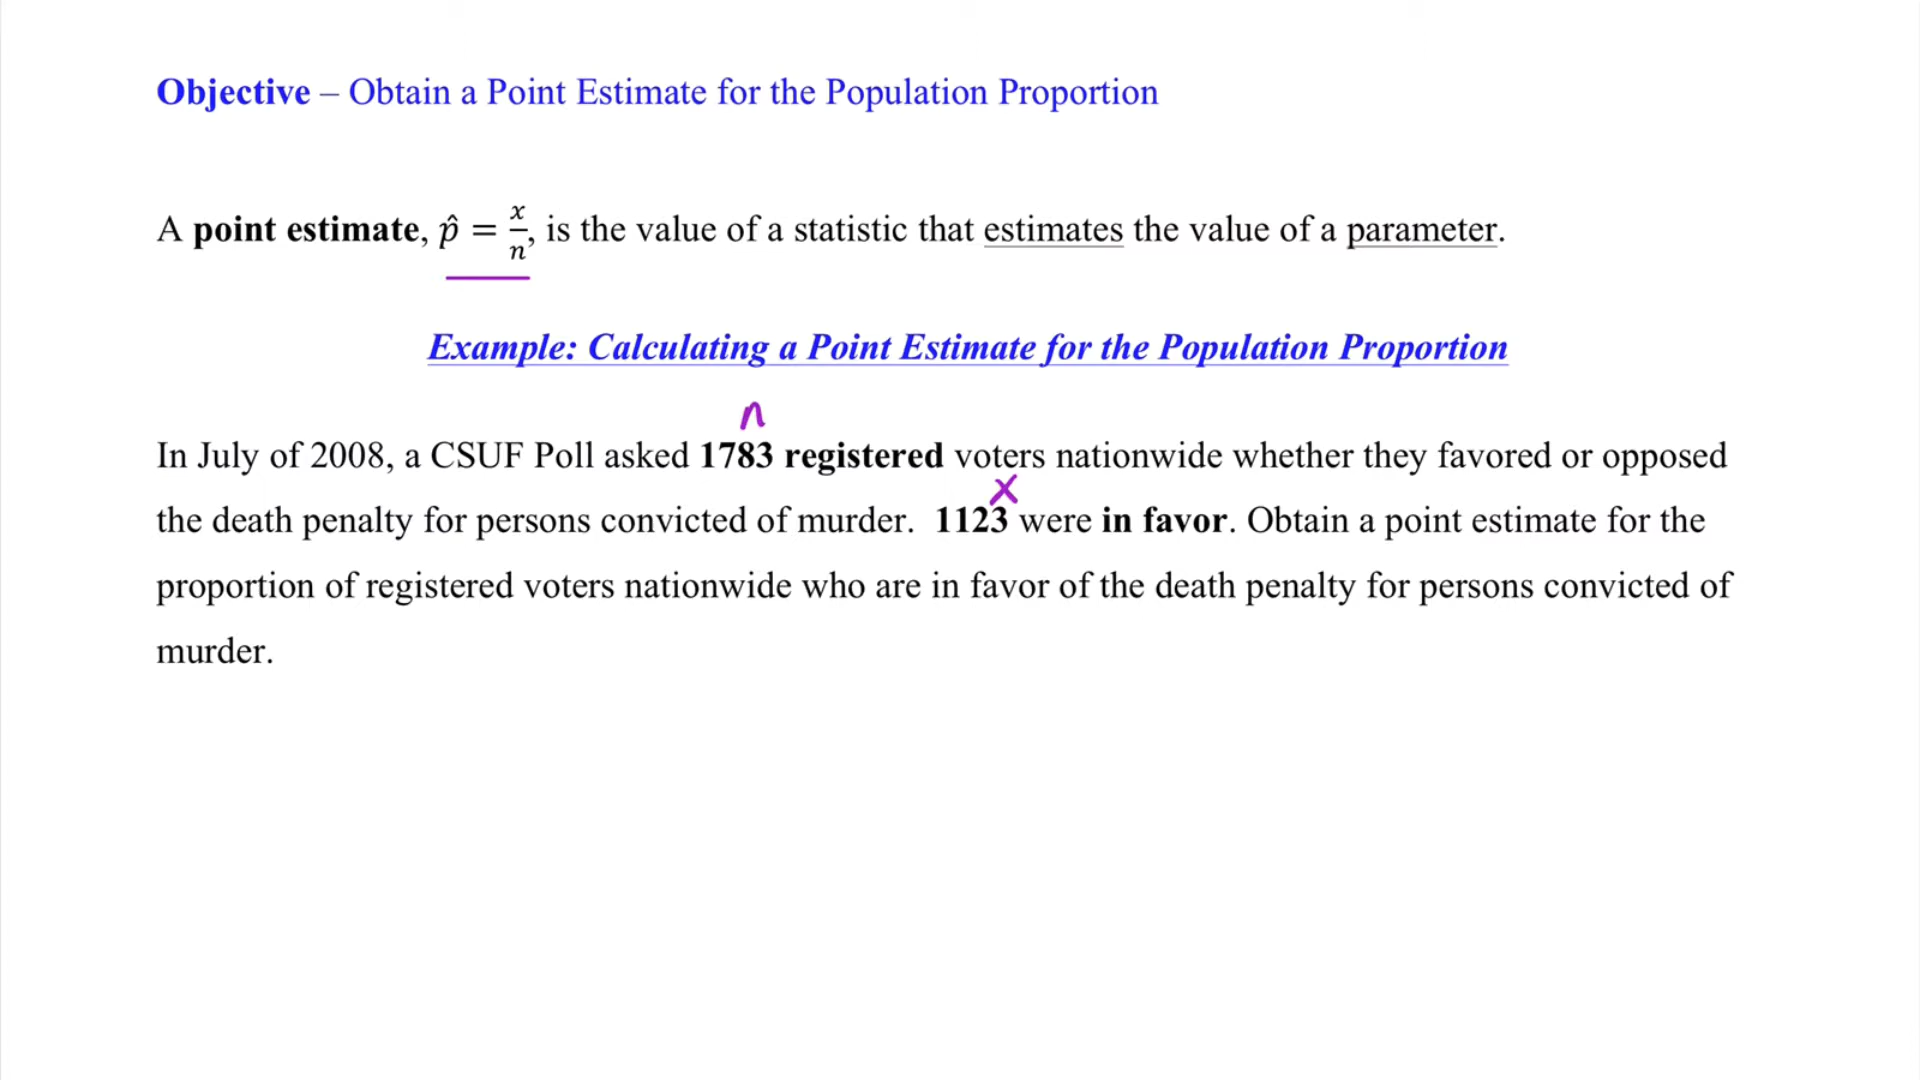 Objective – Obtain a Point Estimate for the Population Proportion
A point estimate, p̂ = x/n, is the value of a statistic that estimates the value of a parameter.
Example: Calculating a Point Estimate for the Population Proportion
n
In July of 2008, a CSUF Poll asked 1783 registered voters nationwide whether they favored or opposed
x
the death penalty for persons convicted of murder. 1123 were in favor. Obtain a point estimate for the
proportion of registered voters nationwide who are in favor of the death penalty for persons convicted of
murder.